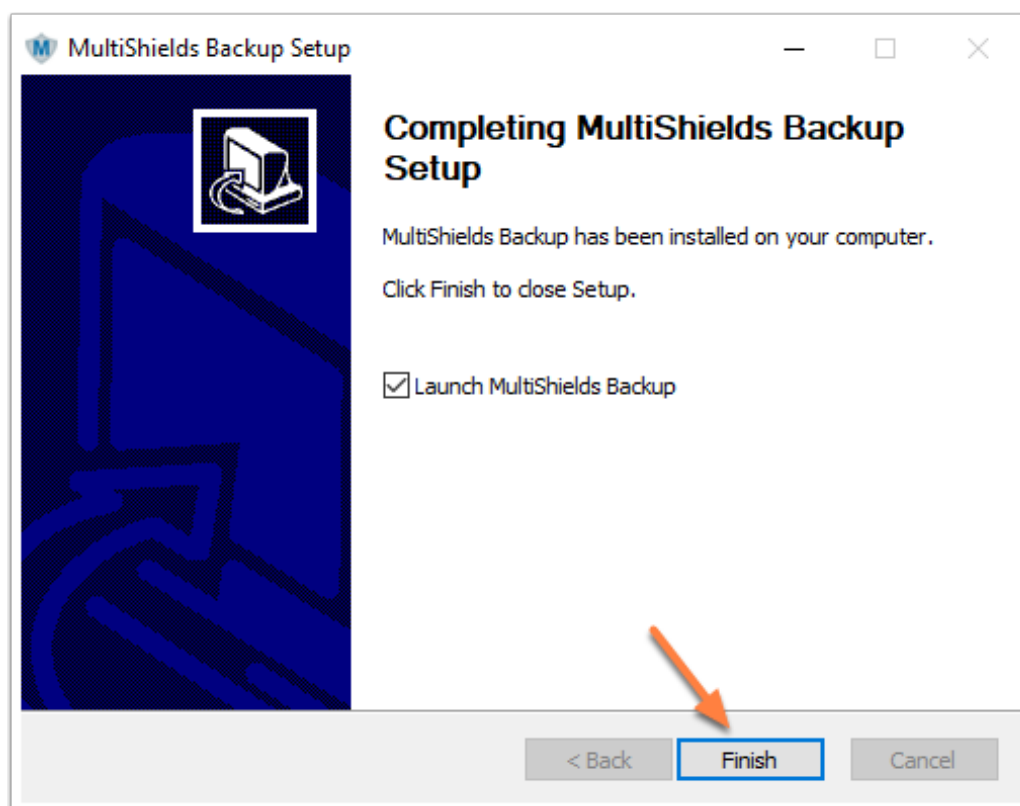 M MultiShields Backup Setup
Completing MultiShields Backup
Setup
MultiShields Backup has been installed on your computer.
Click Finish to close Setup.
Launch MultiShields Backup
< Back Finish Cancel